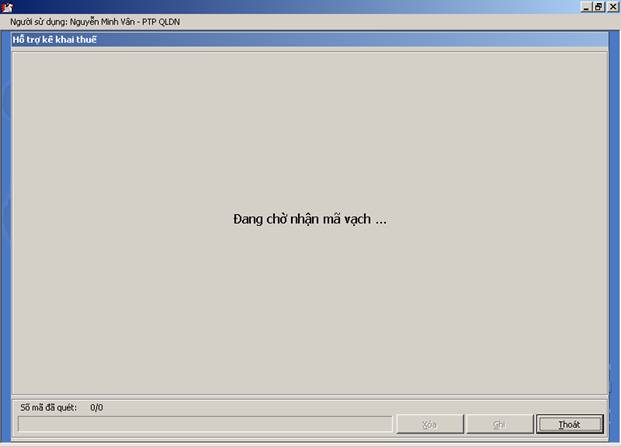 Người sử dụng: Nguyễn Minh Vân - PTP QLDN
Hỗ trợ kê khai thuế
Đang chờ nhận mã vạch ...
Số mã đã quét: 0/0
Xóa Ghi Thoát